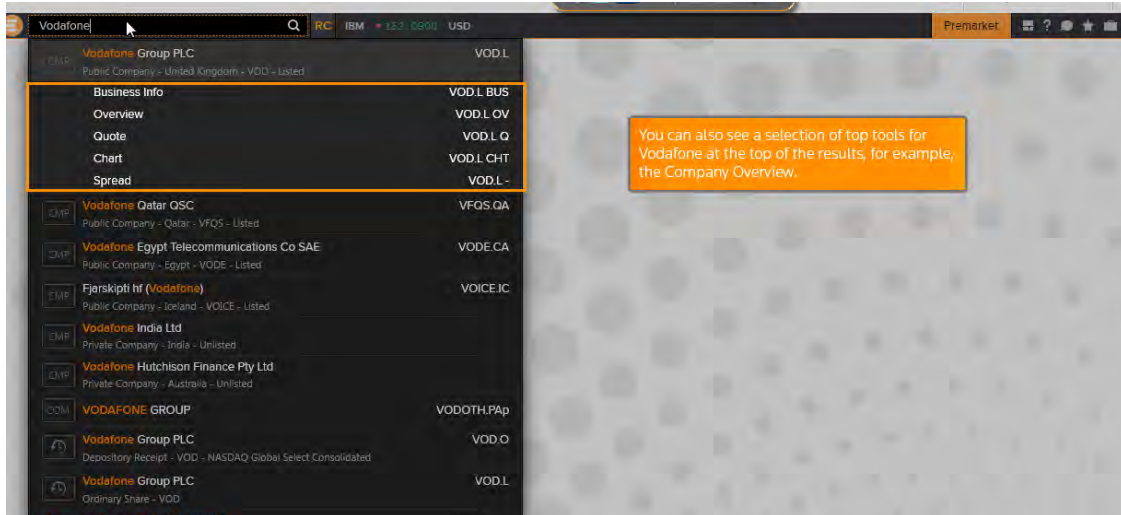 Vodafone RC IBM 152.0900 USD Premarket ?
CMP Vodafone Group PLC VOD.L
Public Company - United Kingdom - VOD - Listed
Business Info VOD.L BUS
Overview VOD.L OV
Quote VOD.L Q
Chart VOD.L CHT
Spread VOD.L -
You can also see a selection of top tools for
Vodafone at the top of the results, for example,
the Company Overview.
CMP Vodafone Qatar QSC VFQS.QA
Public Company - Qatar - VFQS - Listed
CMP Vodafone Egypt Telecommunications Co SAE VODE.CA
Public Company - Egypt - VODE - Listed
CMP Fjarskipti hf (Vodafone) VOICE.IC
Public Company - Iceland - VOICE - Listed
CMP Vodafone India Ltd
Private Company - India - Unlisted
CMP Vodafone Hutchison Finance Pty Ltd
Private Company - Australia - Unlisted
COM VODAFONE GROUP VODOTH.PAp
Vodafone Group PLC VOD.O
Depository Receipt - VOD - NASDAQ Global Select Consolidated
Vodafone Group PLC VOD.L
Ordinary Share - VOD